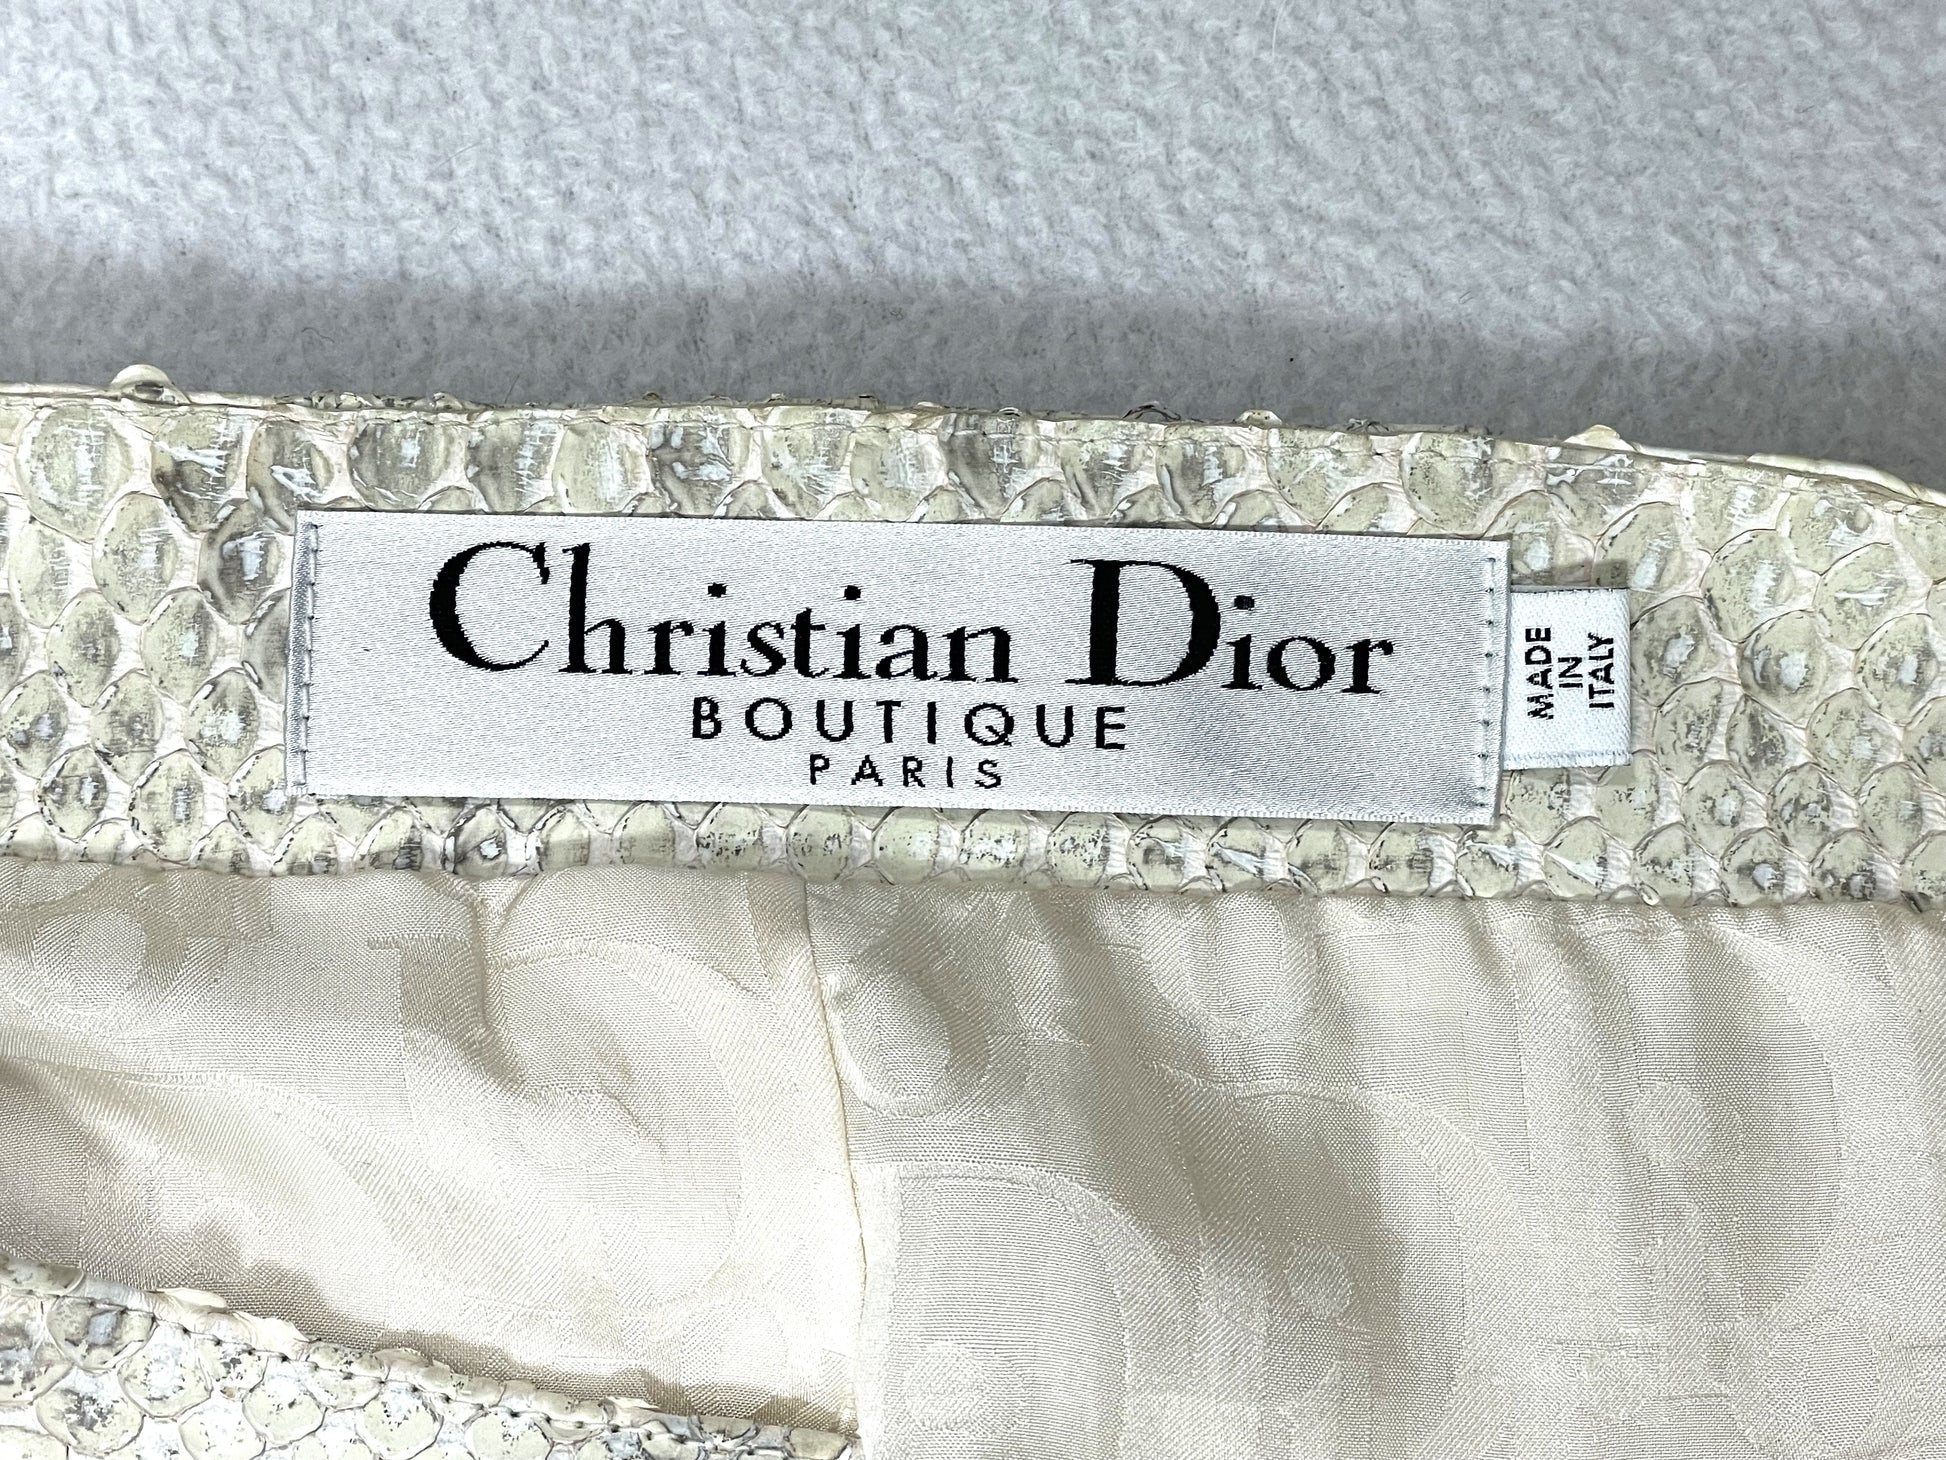 Christian Dior
BOUTIQUE
PARIS
MADE
IN
ITALY